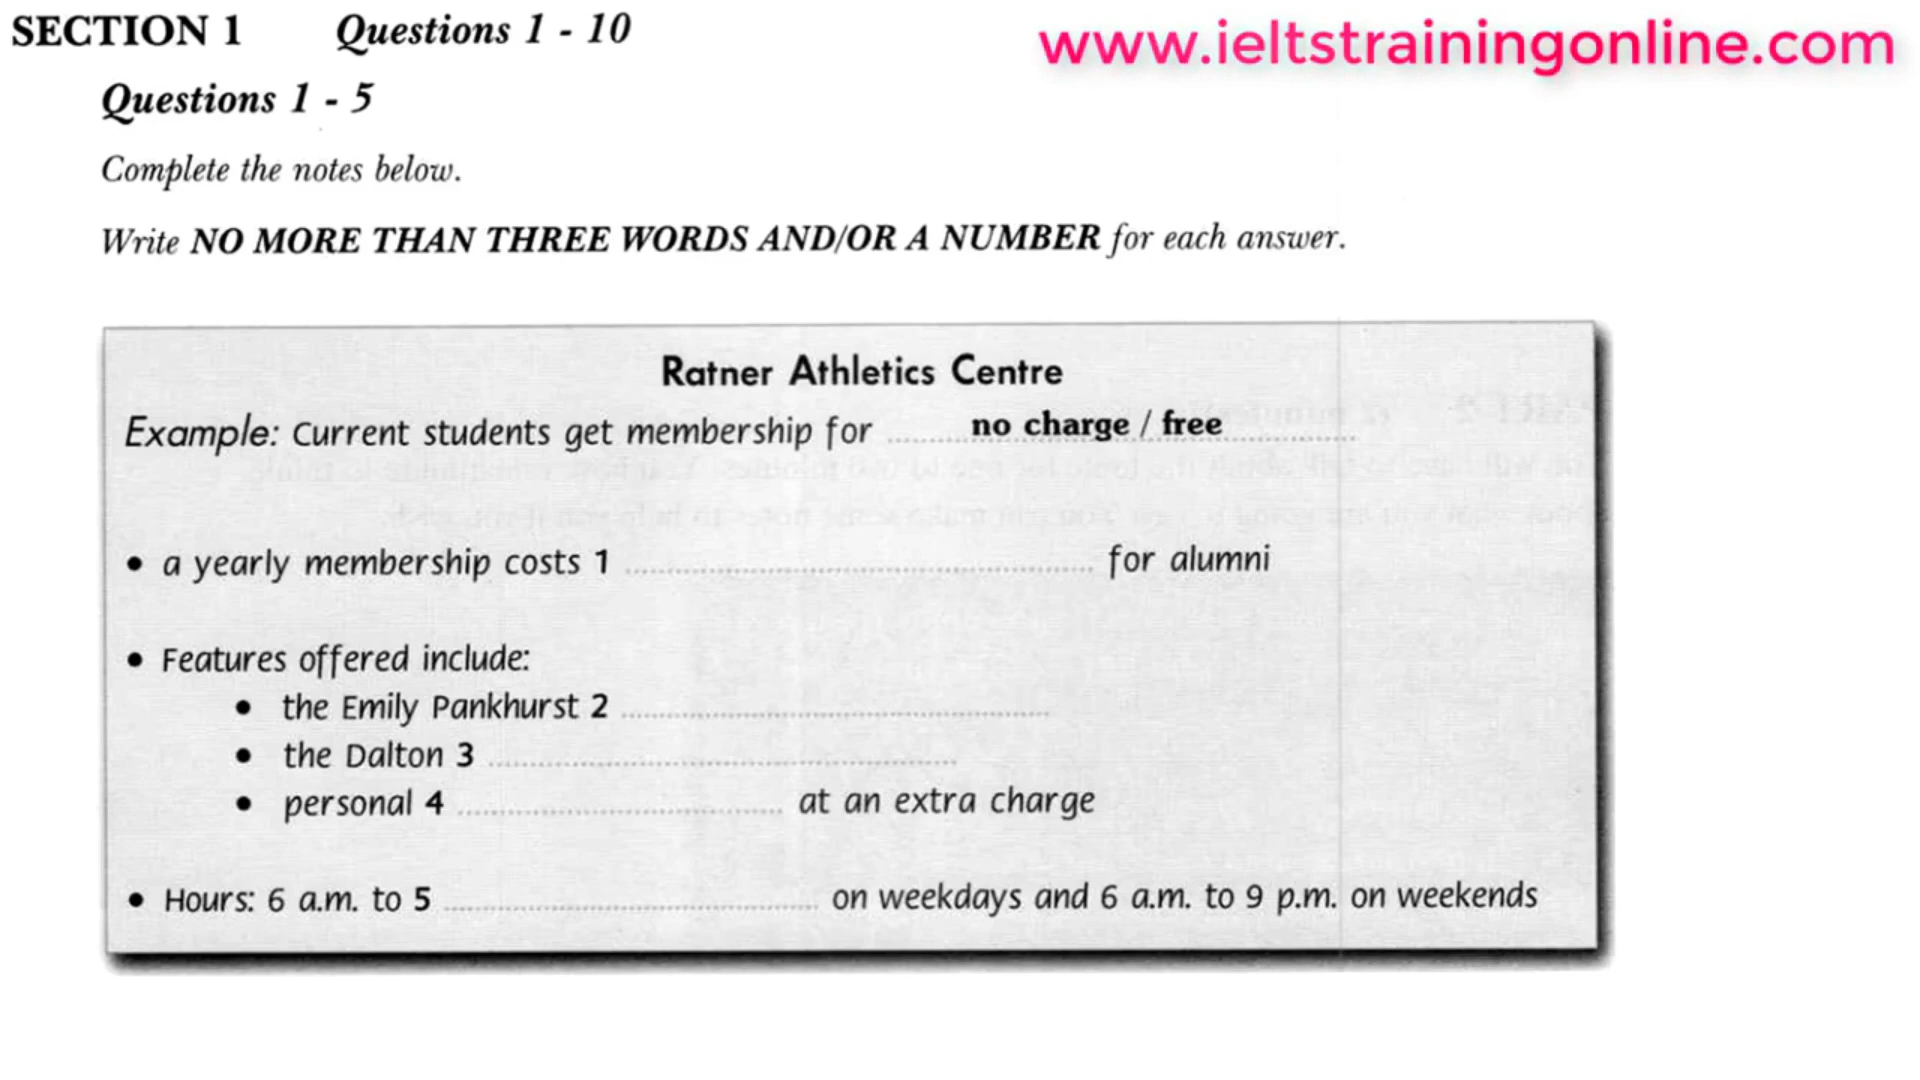 SECTION 1 Questions 1 - 10
www.ieltstrainingonline.com
Questions 1 - 5
Complete the notes below.
Write NO MORE THAN THREE WORDS AND/OR A NUMBER for each answer.
Ratner Athletics Centre
Example: Current students get membership for ........ no charge / free ........
• a yearly membership costs 1 ........ for alumni
• Features offered include:
• the Emily Pankhurst 2 ........
• the Dalton 3 ........
• personal 4 ........ at an extra charge
• Hours: 6 a.m. to 5 ........ on weekdays and 6 a.m. to 9 p.m. on weekends